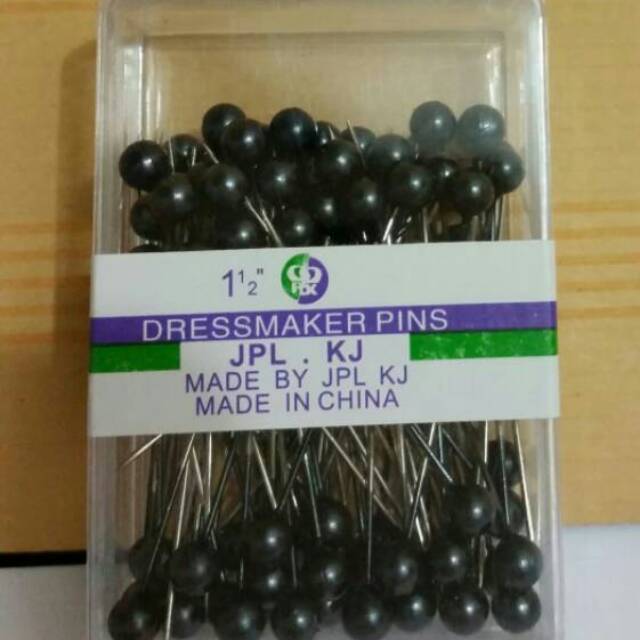 1 1/2"
DRESSMAKER PINS
JPL . KJ
MADE BY JPL KJ
MADE IN CHINA